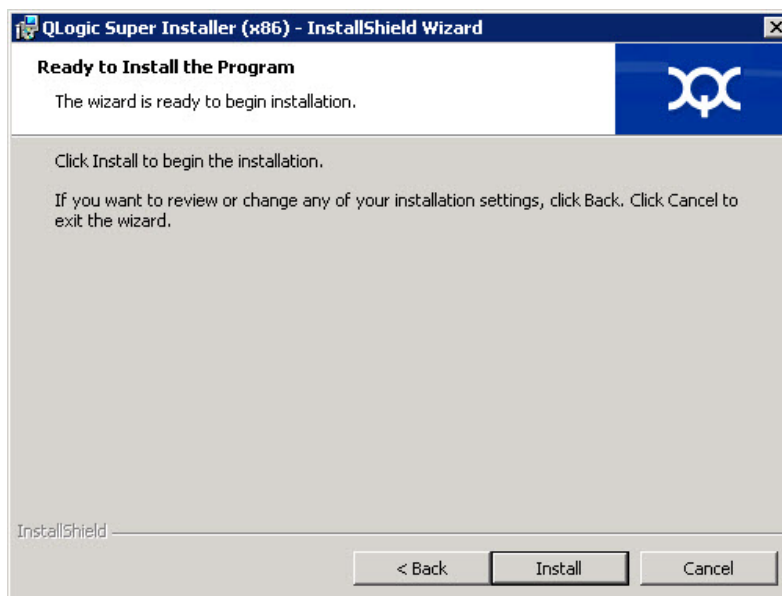 QLogic Super Installer (x86) - InstallShield Wizard
Ready to Install the Program
The wizard is ready to begin installation.
Click Install to begin the installation.
If you want to review or change any of your installation settings, click Back. Click Cancel to
exit the wizard.
InstallShield
< Back
Install
Cancel